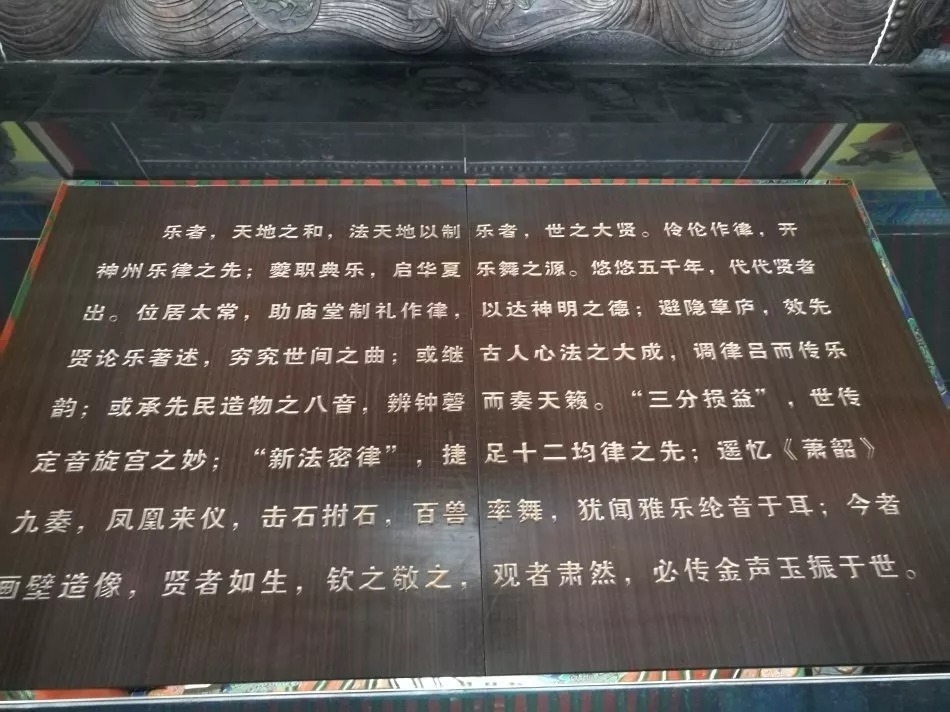 乐者，天地之和，法天地以制乐者，世之大贤。伶伦作律，开
神州乐律之先；夔职典乐，启华夏乐舞之源。悠悠五千年，代代贤者
出。位居太常，助庙堂制礼作律，以达神明之德；避隐草庐，效先
贤论乐著述，穷究世间之曲；或继古人心法之大成，调律吕而传乐
韵；或承先民造物之八音，辨钟磬而奏天籁。“三分损益”，世传
定音旋宫之妙；“新法密律”，捷足十二均律之先；遥忆《萧韶》
九奏，凤凰来仪，击石拊石，百兽率舞，犹闻雅乐纶音于耳；今者
画壁造像，贤者如生，钦之敬之，观者肃然，必传金声玉振于世。